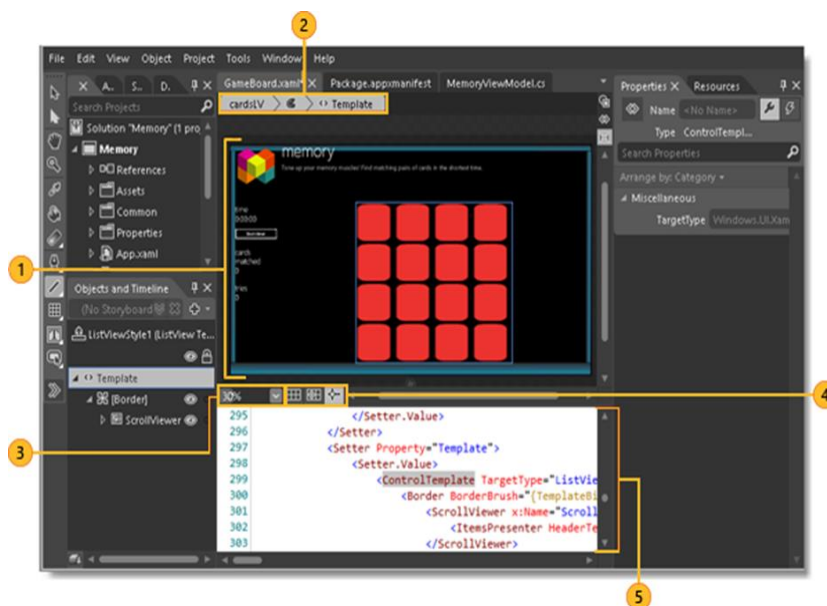 2
File Edit View Object Project Tools Window Help
A.. S.. D.
GameBoard.xaml* Package.appxmanifest MemoryViewModel.cs
Properties Resources
Search Projects
cardsLV Template
Name <No Name>
Solution "Memory" (1 pro
Type ControlTempl...
Memory
memory
Tone up your memory muscles! Find matching pairs of cards in the shortest time.
Search Properties
References
Arrange by: Category
Assets
Miscellaneous
Common
time
TargetType Windows.UI.Xam
Properties
App.xaml
cards
matched
0
1
Objects and Timeline
tries
0
(No Storyboard)
ListViewStyle1 (ListView Te...
Template
30%
4
[Border]
3
ScrollViewer
295 </Setter.Value>
296 </Setter>
297 <Setter Property="Template">
298 <Setter.Value>
299 <ControlTemplate TargetType="ListVie
300 <Border BorderBrush="{TemplateBi
301 <ScrollViewer x:Name="Scroll
302 <ItemsPresenter HeaderTe
303 </ScrollViewer>
5